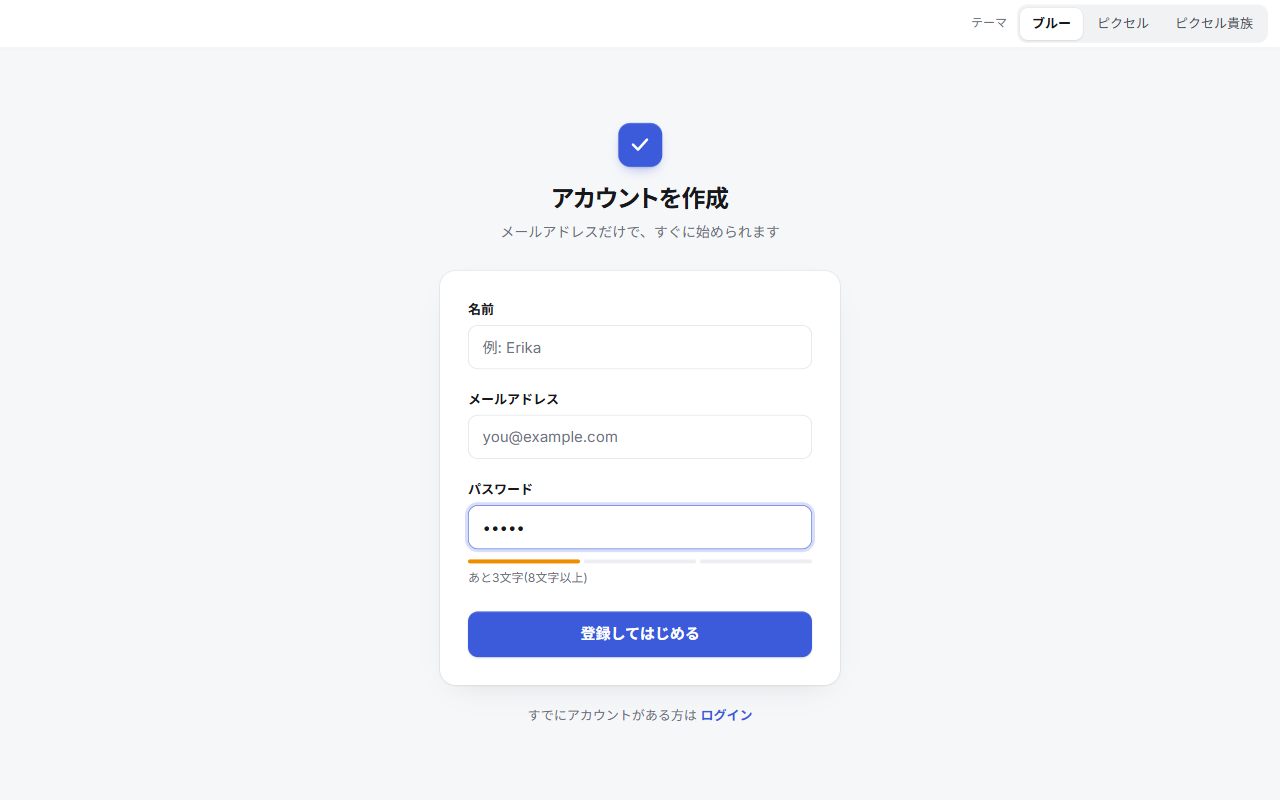 テーマ ブルー ピクセル ピクセル貴族
アカウントを作成
メールアドレスだけで、すぐに始められます
名前
例: Erika
メールアドレス
you@example.com
パスワード
•••••
あと3文字(8文字以上)
登録してはじめる
すでにアカウントがある方は ログイン